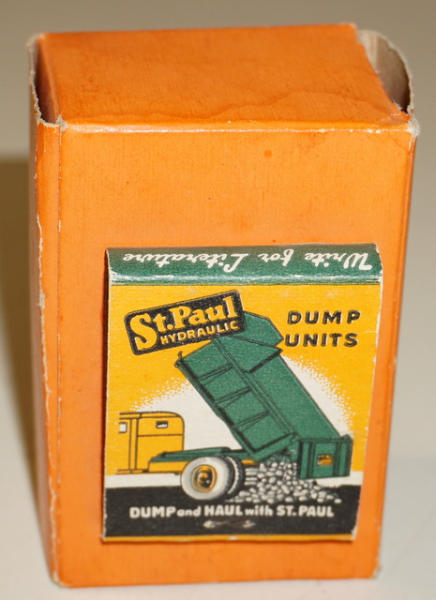 Write for Literature
St.Paul
HYDRAULIC
DUMP
UNITS
DUMP and HAUL with ST. PAUL